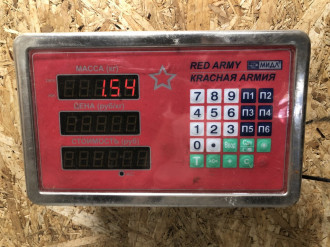 МАССА (кг)
1.54
ЦЕНА (руб/кг)
СТОИМОСТЬ (руб)
RED ARMY МИДЛ
КРАСНАЯ АРМИЯ
7 8 9 П1 П2
4 5 6 П3 П4
1 2 3 П5 П6
0
T C